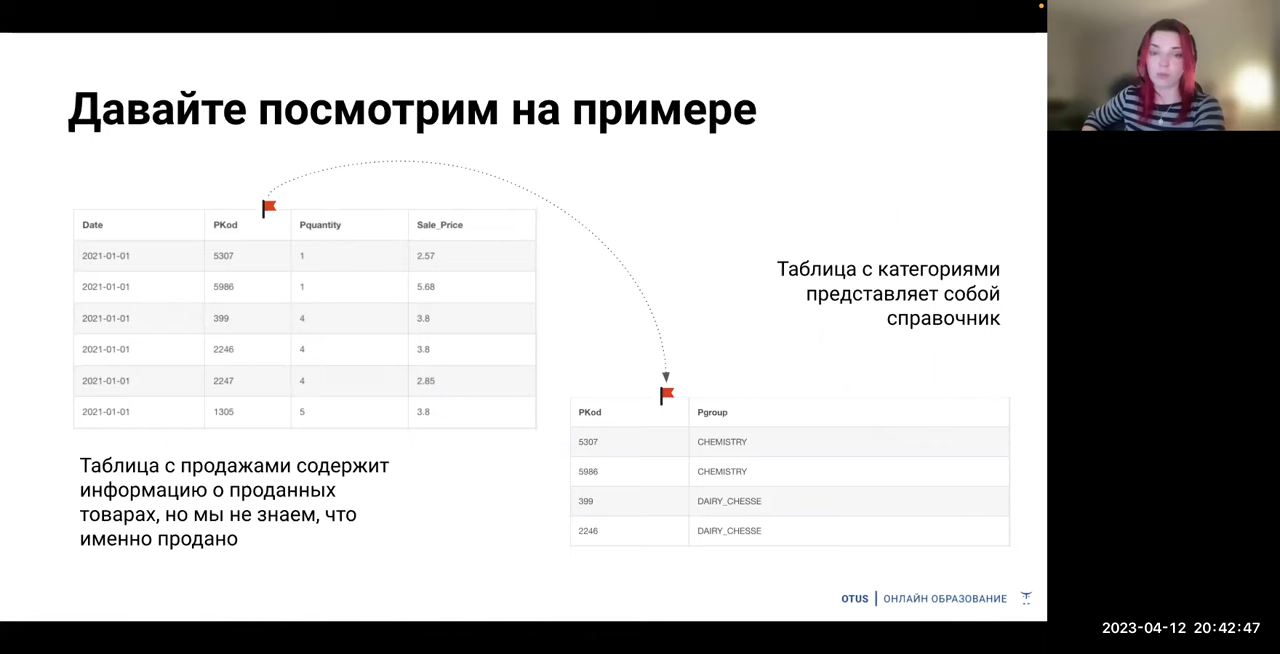 Давайте посмотрим на примере
Date PKod Pquantity Sale_Price
2021-01-01 5307 1 2.57
2021-01-01 5986 1 5.68
2021-01-01 399 4 3.8
2021-01-01 2246 4 3.8
2021-01-01 2247 4 2.85
2021-01-01 1305 5 3.8
Таблица с продажами содержит
информацию о проданных
товарах, но мы не знаем, что
именно продано
Таблица с категориями
представляет собой
справочник
PKod Pgroup
5307 CHEMISTRY
5986 CHEMISTRY
399 DAIRY_CHESSE
2246 DAIRY_CHESSE
OTUS | ОНЛАЙН ОБРАЗОВАНИЕ
2023-04-12 20:42:47